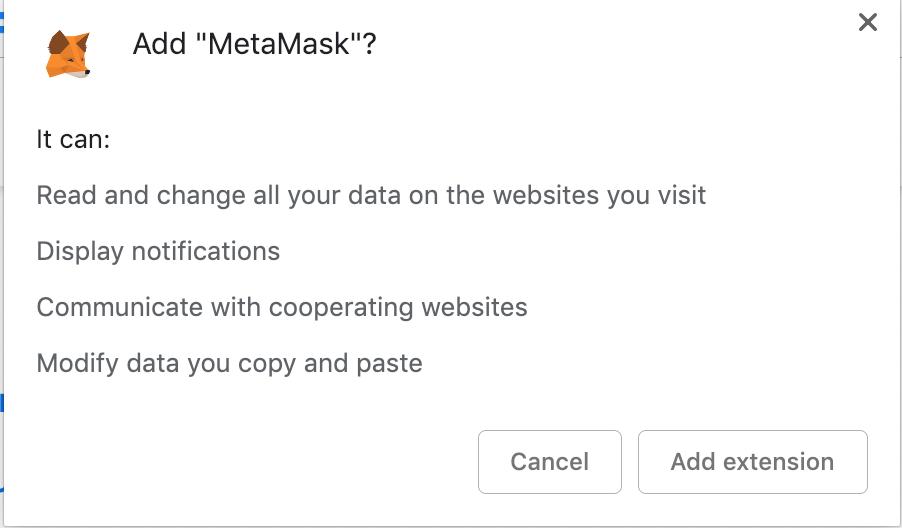 Add "MetaMask"?
It can:
Read and change all your data on the websites you visit
Display notifications
Communicate with cooperating websites
Modify data you copy and paste
Cancel
Add extension